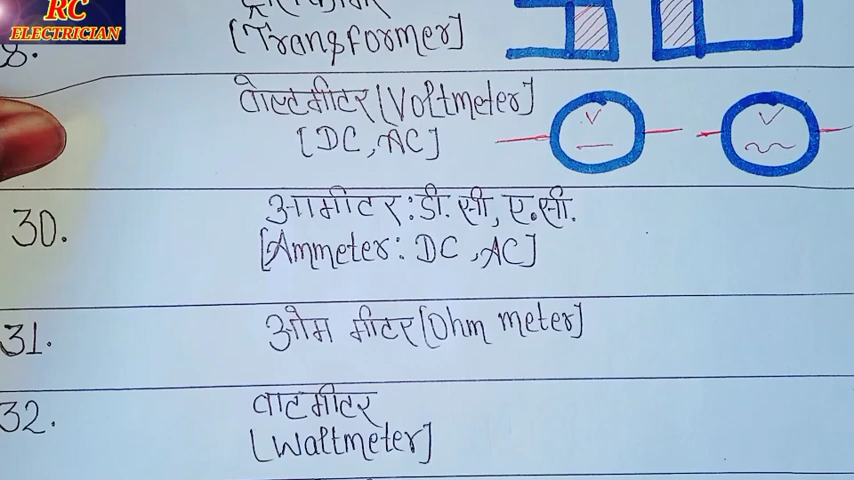 RC
ELECTRICIAN
8.
[Transformer]
वोल्टमीटर [Voltmeter]
[DC, AC]
V
V
30.
आमीटर: डी. सी, ए. सी.
[Ammeter: DC, AC]
31.
ओम मीटर [Ohm meter]
32.
वाटमीटर
[Wattmeter]